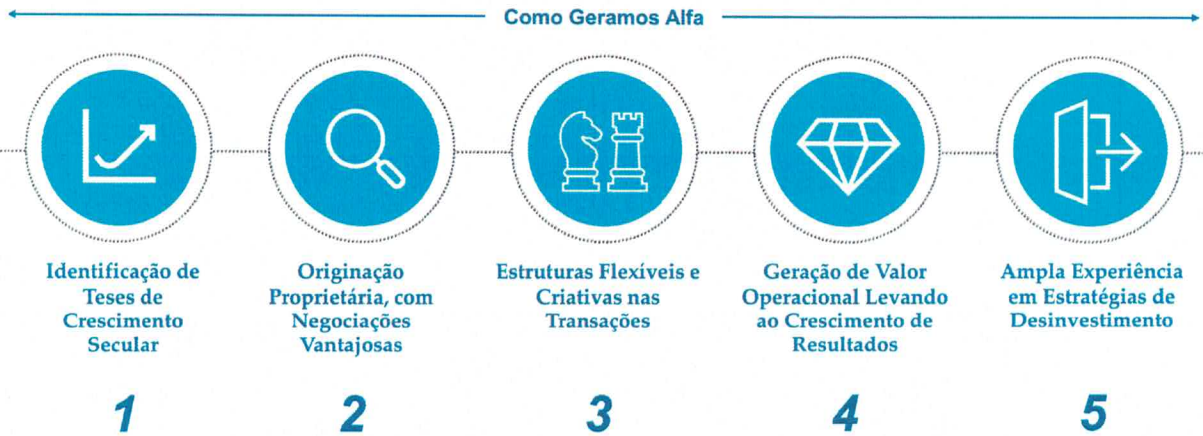 Como Geramos Alfa
Identificação de
Teses de
Crescimento
Secular
Originação
Proprietária, com
Negociações
Vantajosas
Estruturas Flexíveis e
Criativas nas
Transações
Geração de Valor
Operacional Levando
ao Crescimento de
Resultados
Ampla Experiência
em Estratégias de
Desinvestimento
1
2
3
4
5